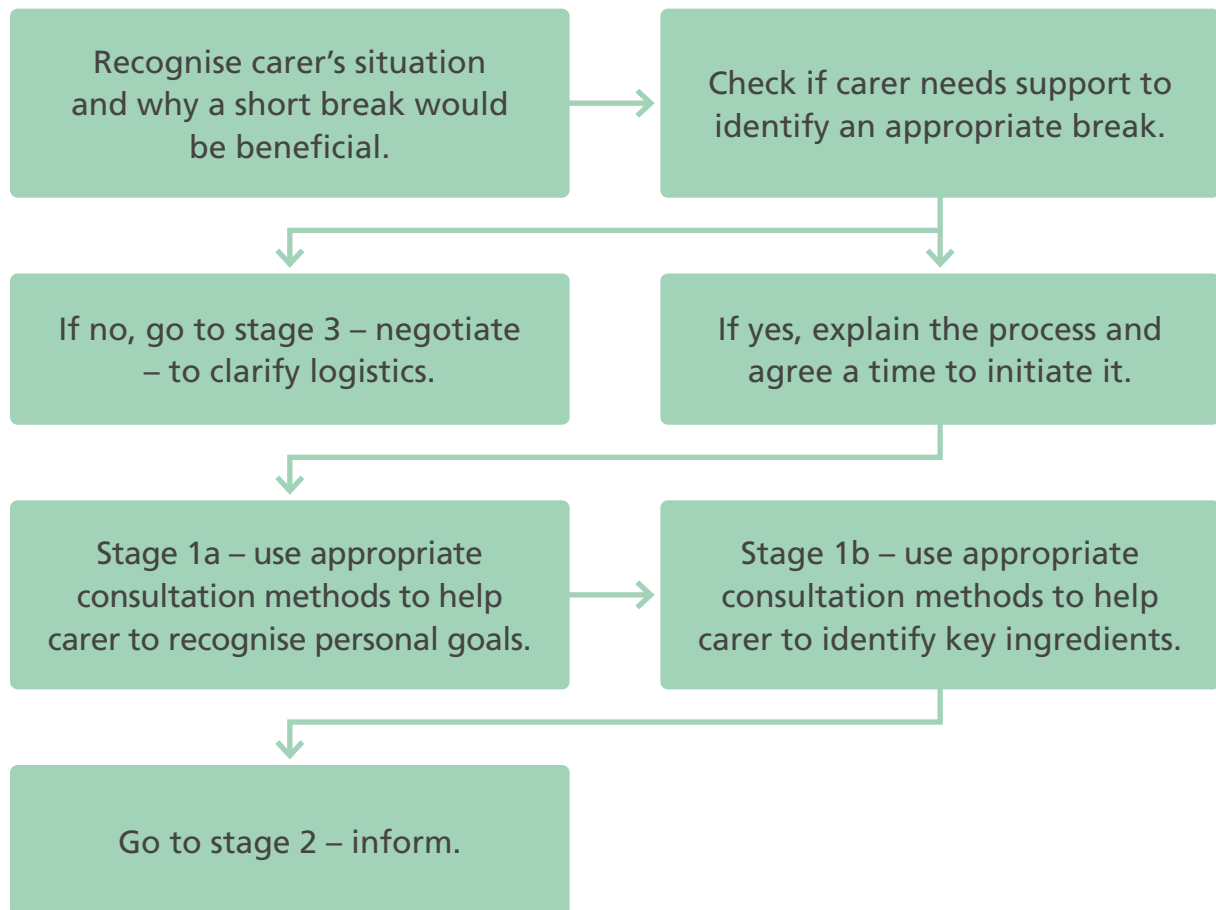 Recognise carer’s situation
and why a short break would
be beneficial.
Check if carer needs support to
identify an appropriate break.
If no, go to stage 3 – negotiate
– to clarify logistics.
If yes, explain the process and
agree a time to initiate it.
Stage 1a – use appropriate
consultation methods to help
carer to recognise personal goals.
Stage 1b – use appropriate
consultation methods to help
carer to identify key ingredients.
Go to stage 2 – inform.